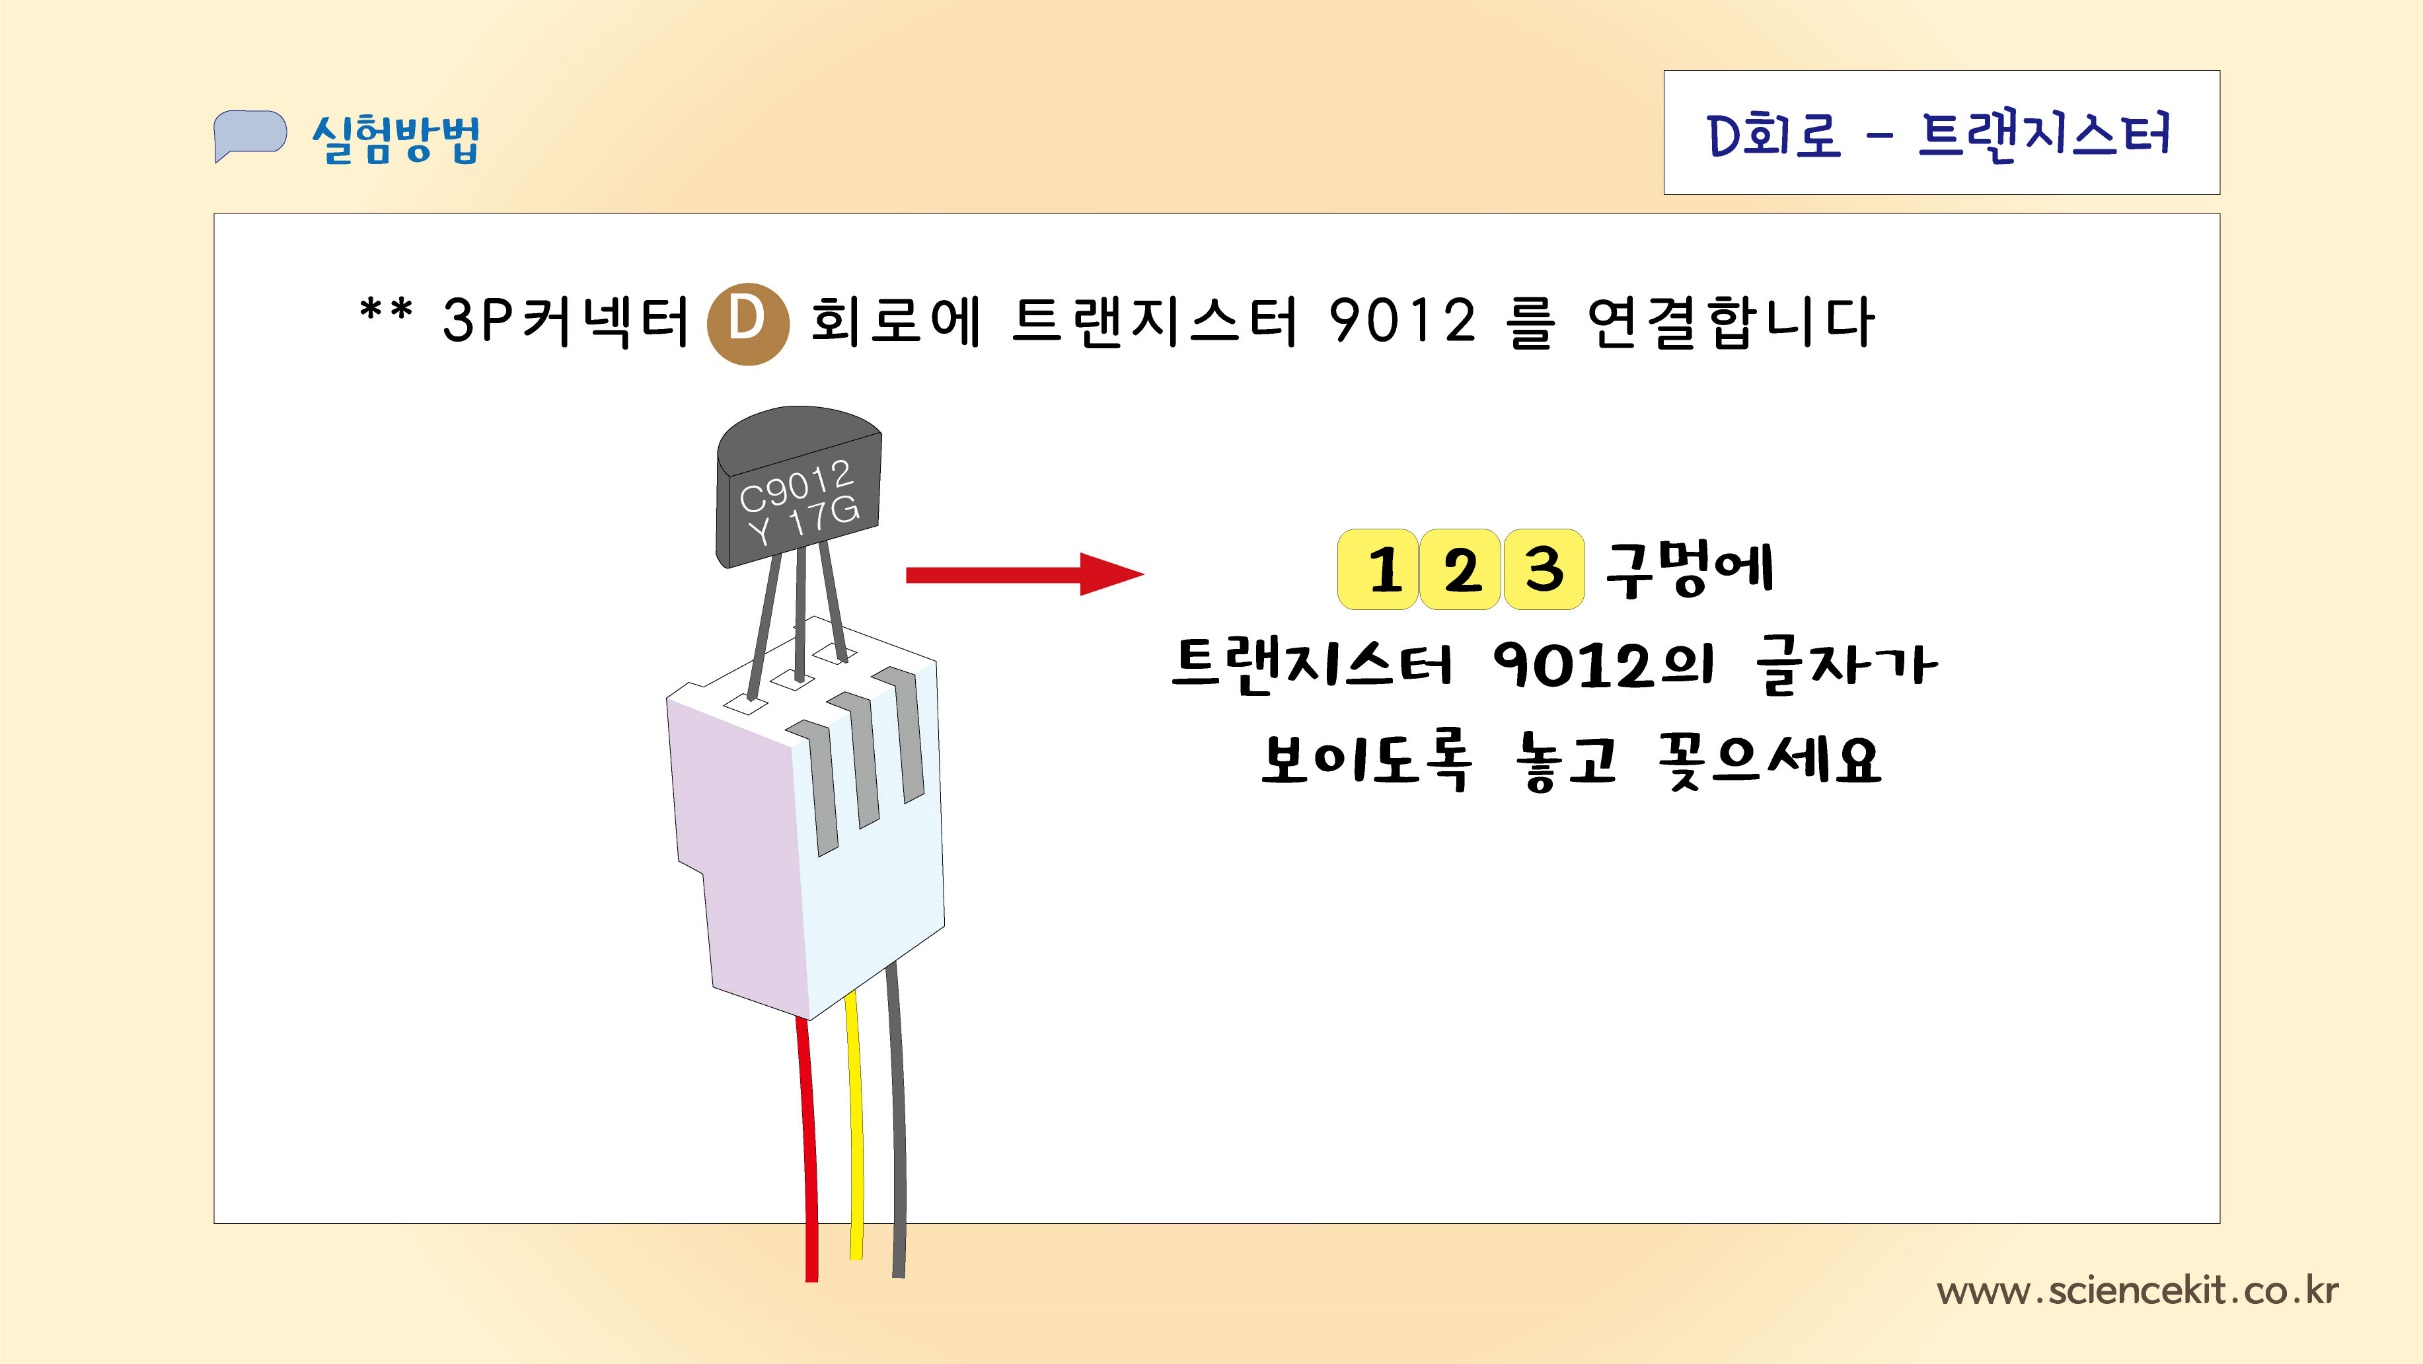 실험방법
D회로 - 트랜지스터
** 3P커넥터 D 회로에 트랜지스터 9012 를 연결합니다
C9012
Y 17G
1 2 3 구멍에
트랜지스터 9012의 글자가
보이도록 놓고 꽂으세요
www.sciencekit.co.kr